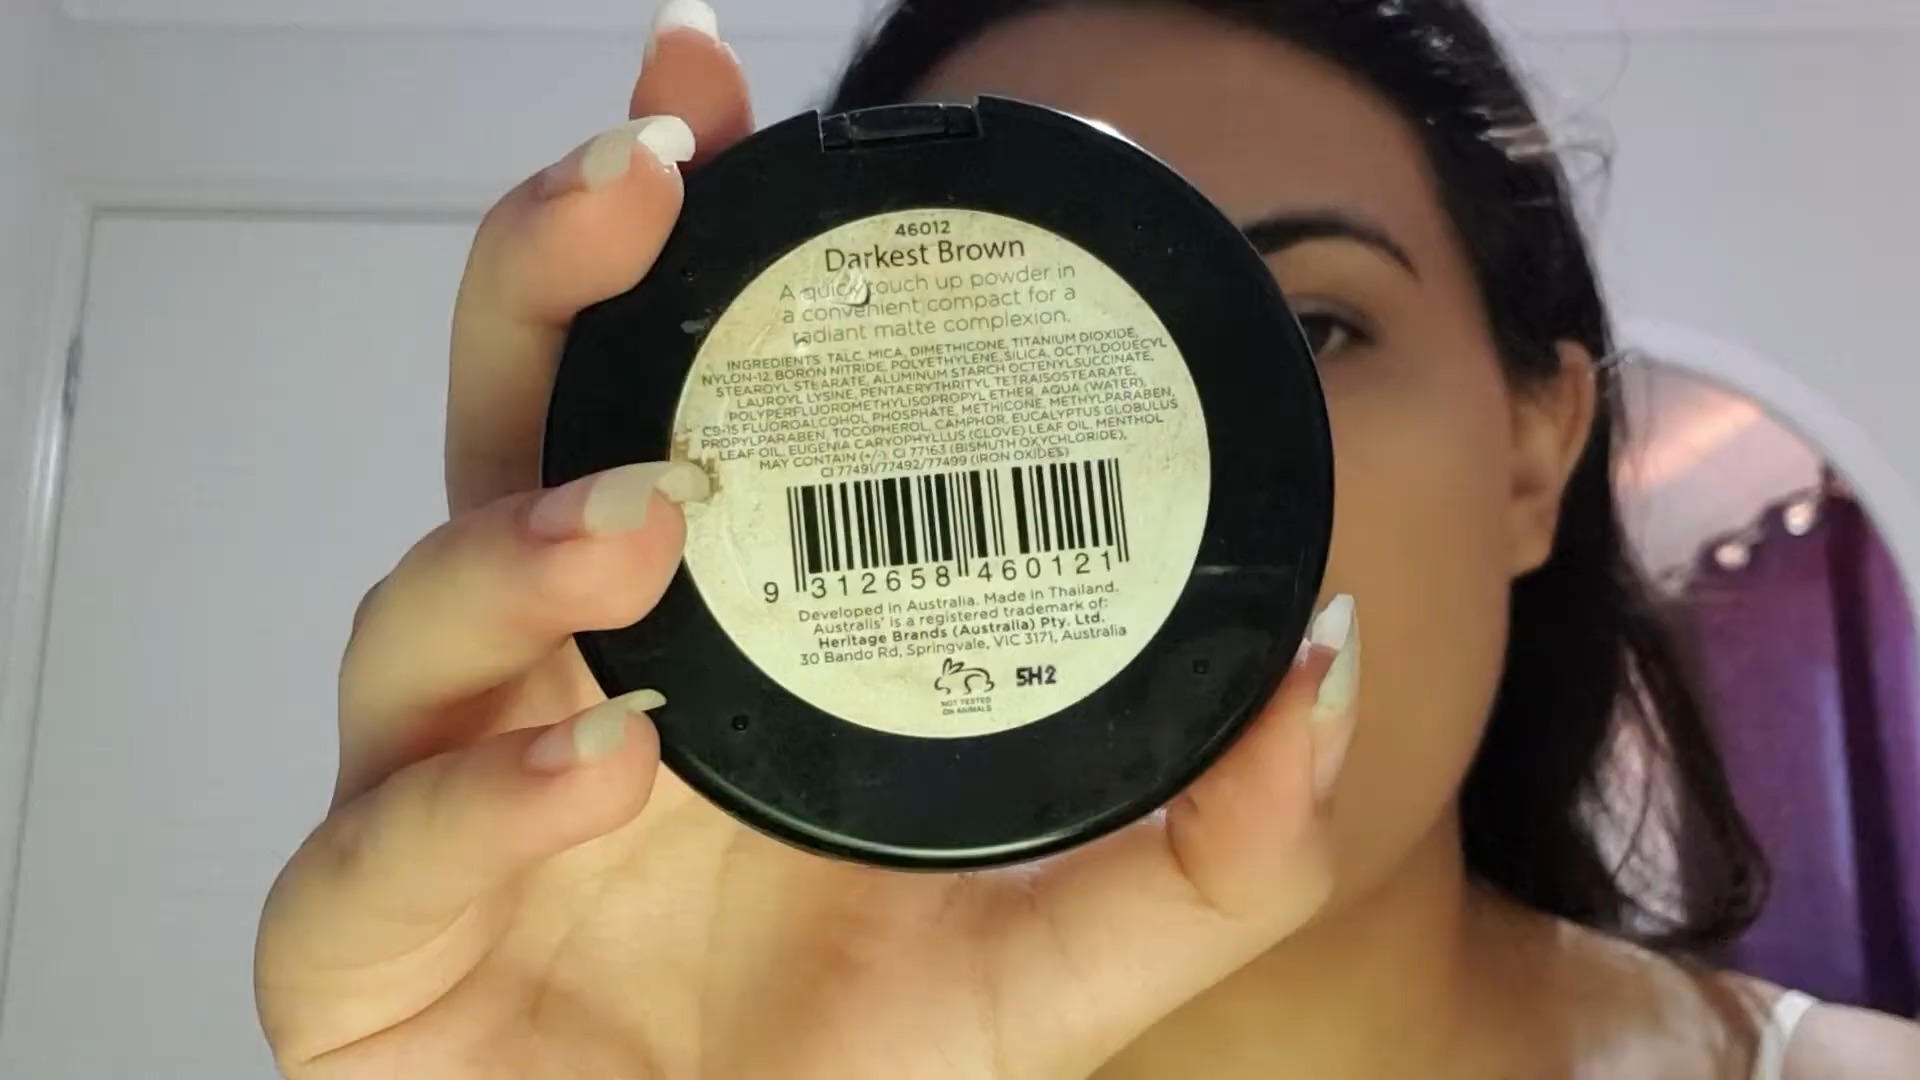 46012
Darkest Brown
A quick touch up powder in
a convenient compact for a
radiant matte complexion.
INGREDIENTS: TALC, MICA, DIMETHICONE, TITANIUM DIOXIDE,
NYLON-12, BORON NITRIDE, POLYETHYLENE, SILICA, OCTYLDODECYL
STEAROYL STEARATE, ALUMINUM STARCH OCTENYLSUCCINATE,
LAUROYL LYSINE, PENTAERYTHRITYL TETRAISOSTEARATE,
POLYPERFLUOROMETHYLISOPROPYL ETHER, AQUA (WATER),
C9-15 FLUOROALCOHOL PHOSPHATE, METHICONE, METHYLPARABEN,
PROPYLPARABEN, TOCOPHEROL, CAMPHOR, EUCALYPTUS GLOBULUS
LEAF OIL, EUGENIA CARYOPHYLLUS (CLOVE) LEAF OIL, MENTHOL
MAY CONTAIN (+/-): CI 77163 (BISMUTH OXYCHLORIDE),
CI 77491/77492/77499 (IRON OXIDES)
9 312658 460121
Developed in Australia. Made in Thailand.
Australis' is a registered trademark of:
Heritage Brands (Australia) Pty. Ltd.
30 Bando Rd, Springvale, VIC 3171, Australia
5H2
NOT TESTED
ON ANIMALS